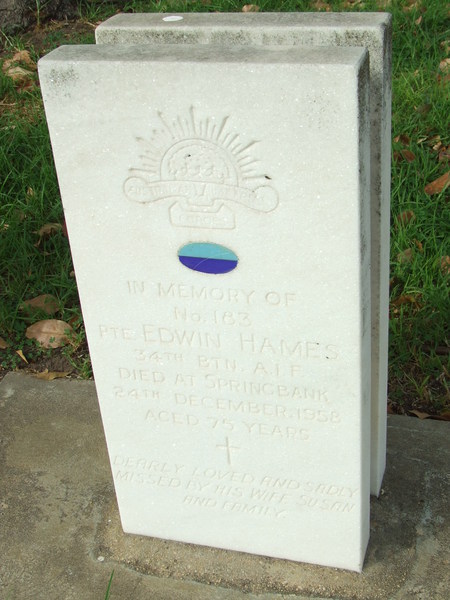 IN MEMORY OF
No. 183
PTE. EDWIN HAMES
34TH BTN. A.I.F.
DIED AT SPRINGBANK
24TH DECEMBER, 1958
AGED 75 YEARS
DEARLY LOVED AND SADLY
MISSED BY HIS WIFE SUSAN
AND FAMILY